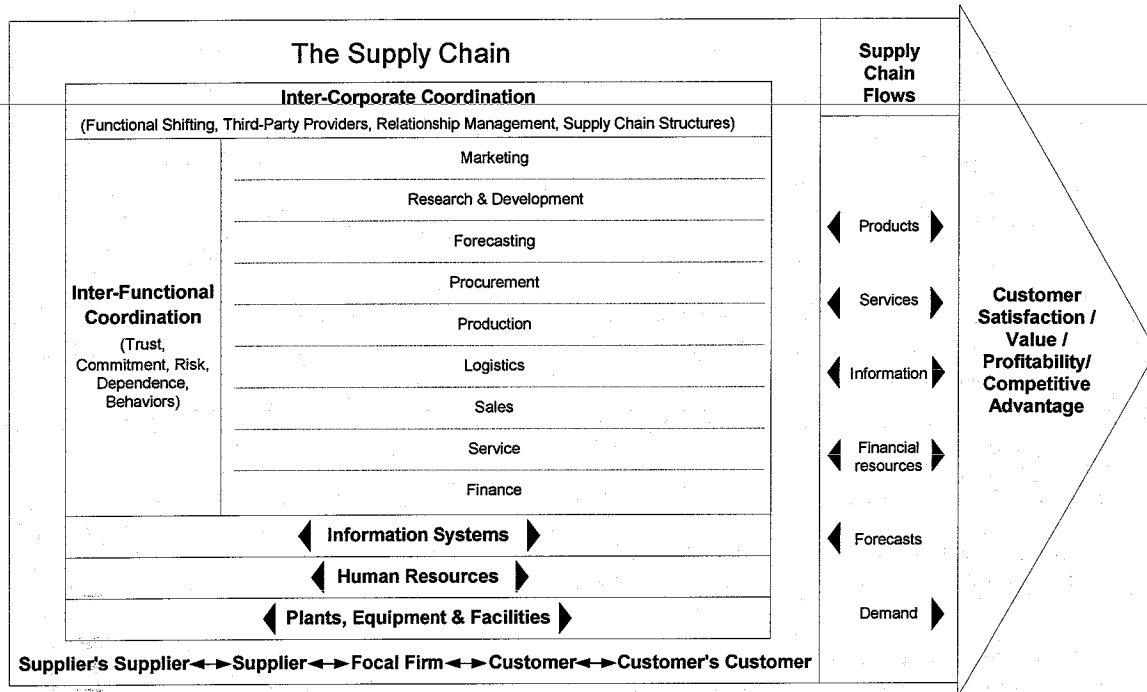 The Supply Chain
Inter-Corporate Coordination
(Functional Shifting, Third-Party Providers, Relationship Management, Supply Chain Structures)
Inter-Functional
Coordination
(Trust,
Commitment, Risk,
Dependence,
Behaviors)
Marketing
Research & Development
Forecasting
Procurement
Production
Logistics
Sales
Service
Finance
Information Systems
Human Resources
Plants, Equipment & Facilities
Supplier's Supplier Supplier Focal Firm Customer Customer's Customer
Supply
Chain
Flows
Products
Services
Information
Financial
resources
Forecasts
Demand
Customer
Satisfaction /
Value /
Profitability/
Competitive
Advantage